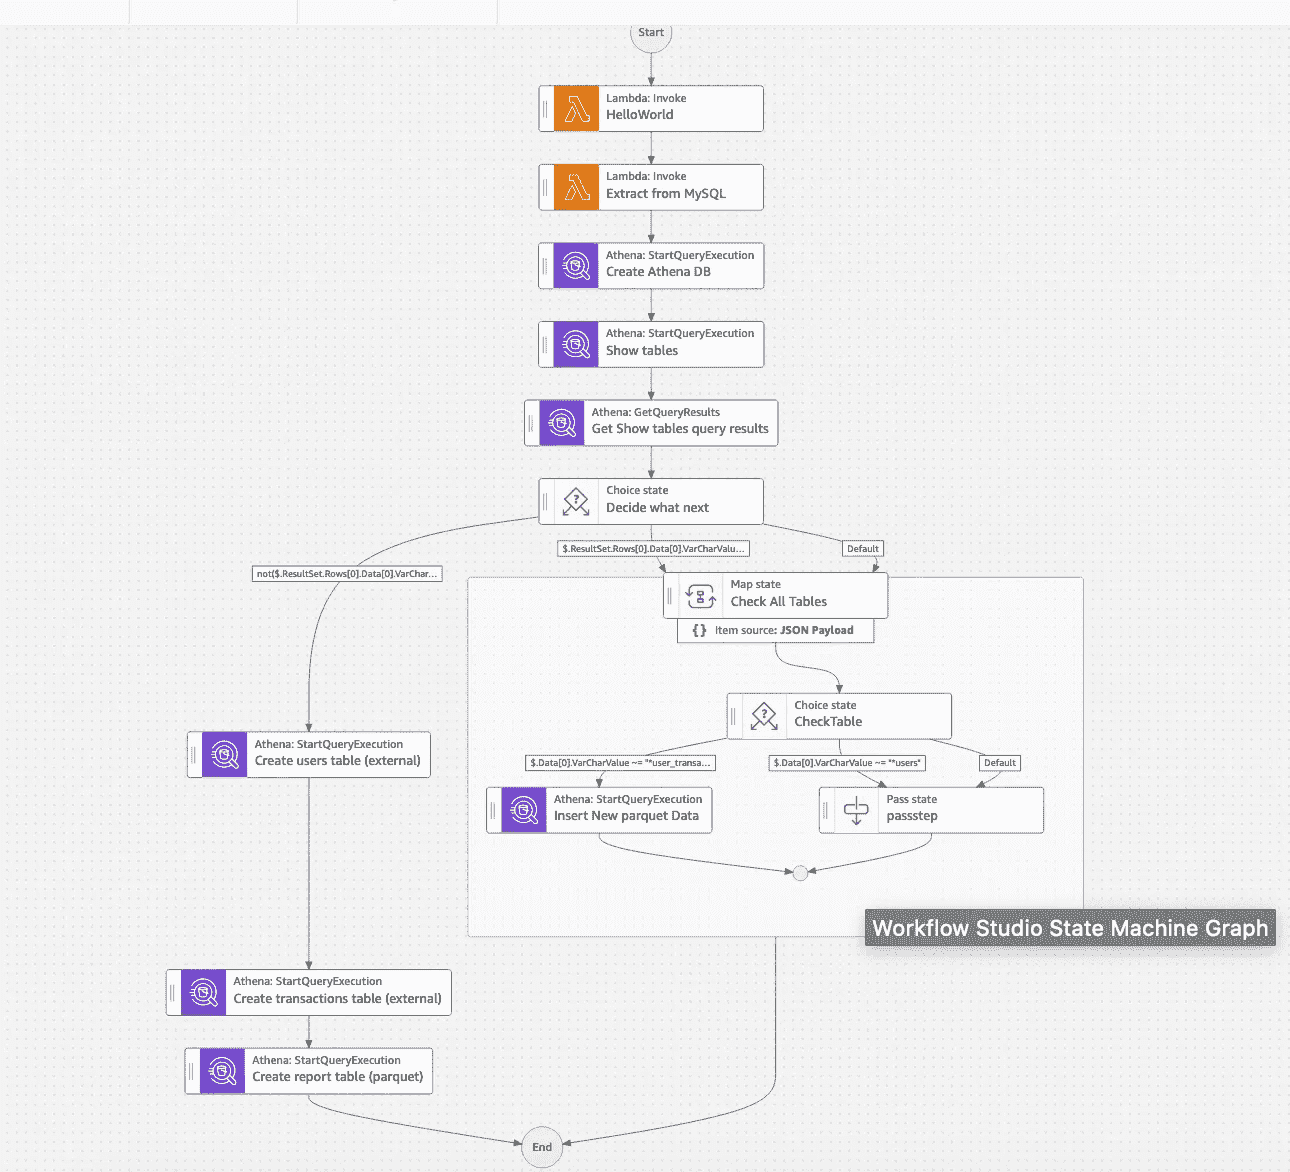 Start
Lambda: Invoke
HelloWorld
Lambda: Invoke
Extract from MySQL
Athena: StartQueryExecution
Create Athena DB
Athena: StartQueryExecution
Show tables
Athena: GetQueryResults
Get Show tables query results
Choice state
Decide what next
$.ResultSet.Rows[0].Data[0].VarCharValu...
Default
not($.ResultSet.Rows[0].Data[0].VarChar...
Map state
Check All Tables
{} Item source: JSON Payload
Choice state
CheckTable
$.Data[0].VarCharValue ~= "*user_transa...
$.Data[0].VarCharValue ~= "*users"
Default
Athena: StartQueryExecution
Create users table (external)
Athena: StartQueryExecution
Insert New parquet Data
Pass state
passstep
Workflow Studio State Machine Graph
Athena: StartQueryExecution
Create transactions table (external)
Athena: StartQueryExecution
Create report table (parquet)
End